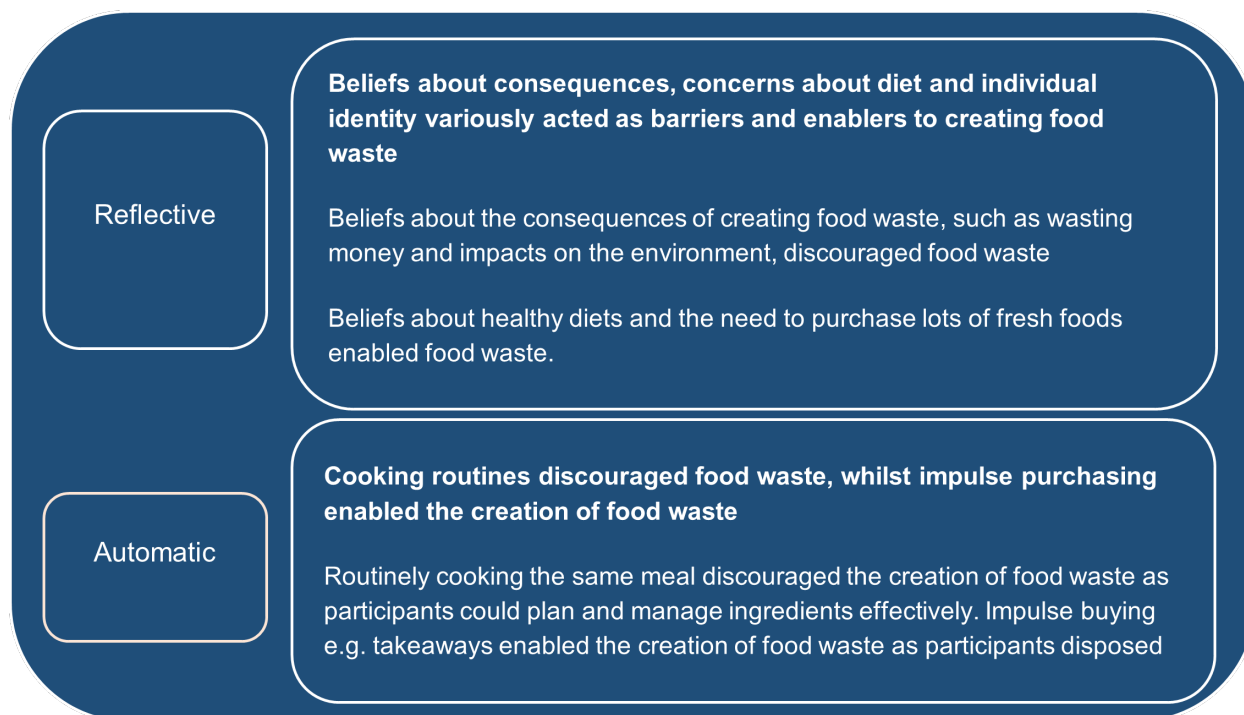 Reflective
Beliefs about consequences, concerns about diet and individual
identity variously acted as barriers and enablers to creating food
waste
Beliefs about the consequences of creating food waste, such as wasting
money and impacts on the environment, discouraged food waste
Beliefs about healthy diets and the need to purchase lots of fresh foods
enabled food waste.
Automatic
Cooking routines discouraged food waste, whilst impulse purchasing
enabled the creation of food waste
Routinely cooking the same meal discouraged the creation of food waste as
participants could plan and manage ingredients effectively. Impulse buying
e.g. takeaways enabled the creation of food waste as participants disposed